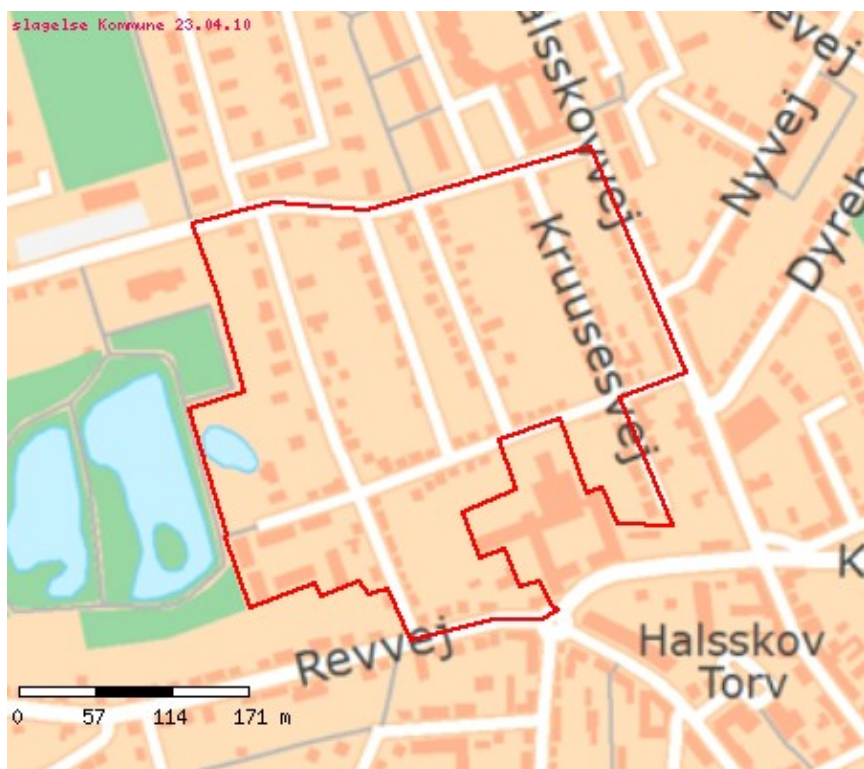 slagelse Kommune 23.04.10
Halsskovvej
Nyvej
Kruusesvej
Revvej
Halsskov
Torv
0 57 114 171 m